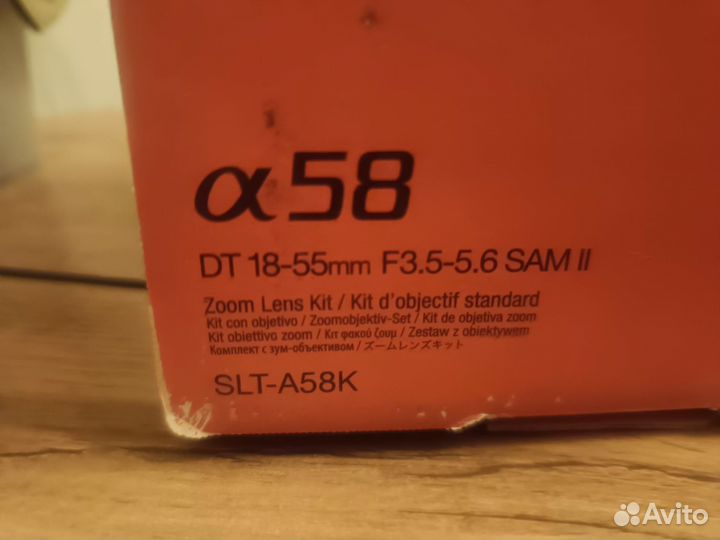 α58
DT 18-55mm F3.5-5.6 SAM II
Zoom Lens Kit / Kit d'objectif standard
Kit con objetivo / Zoomobjektiv-Set / Kit de objetiva zoom
Kit obiettivo zoom / Κιτ φακού ζουμ / Zestaw z obiektywem
Комплект с зум-объективом / ズームレンズキット
SLT-A58K
Avito